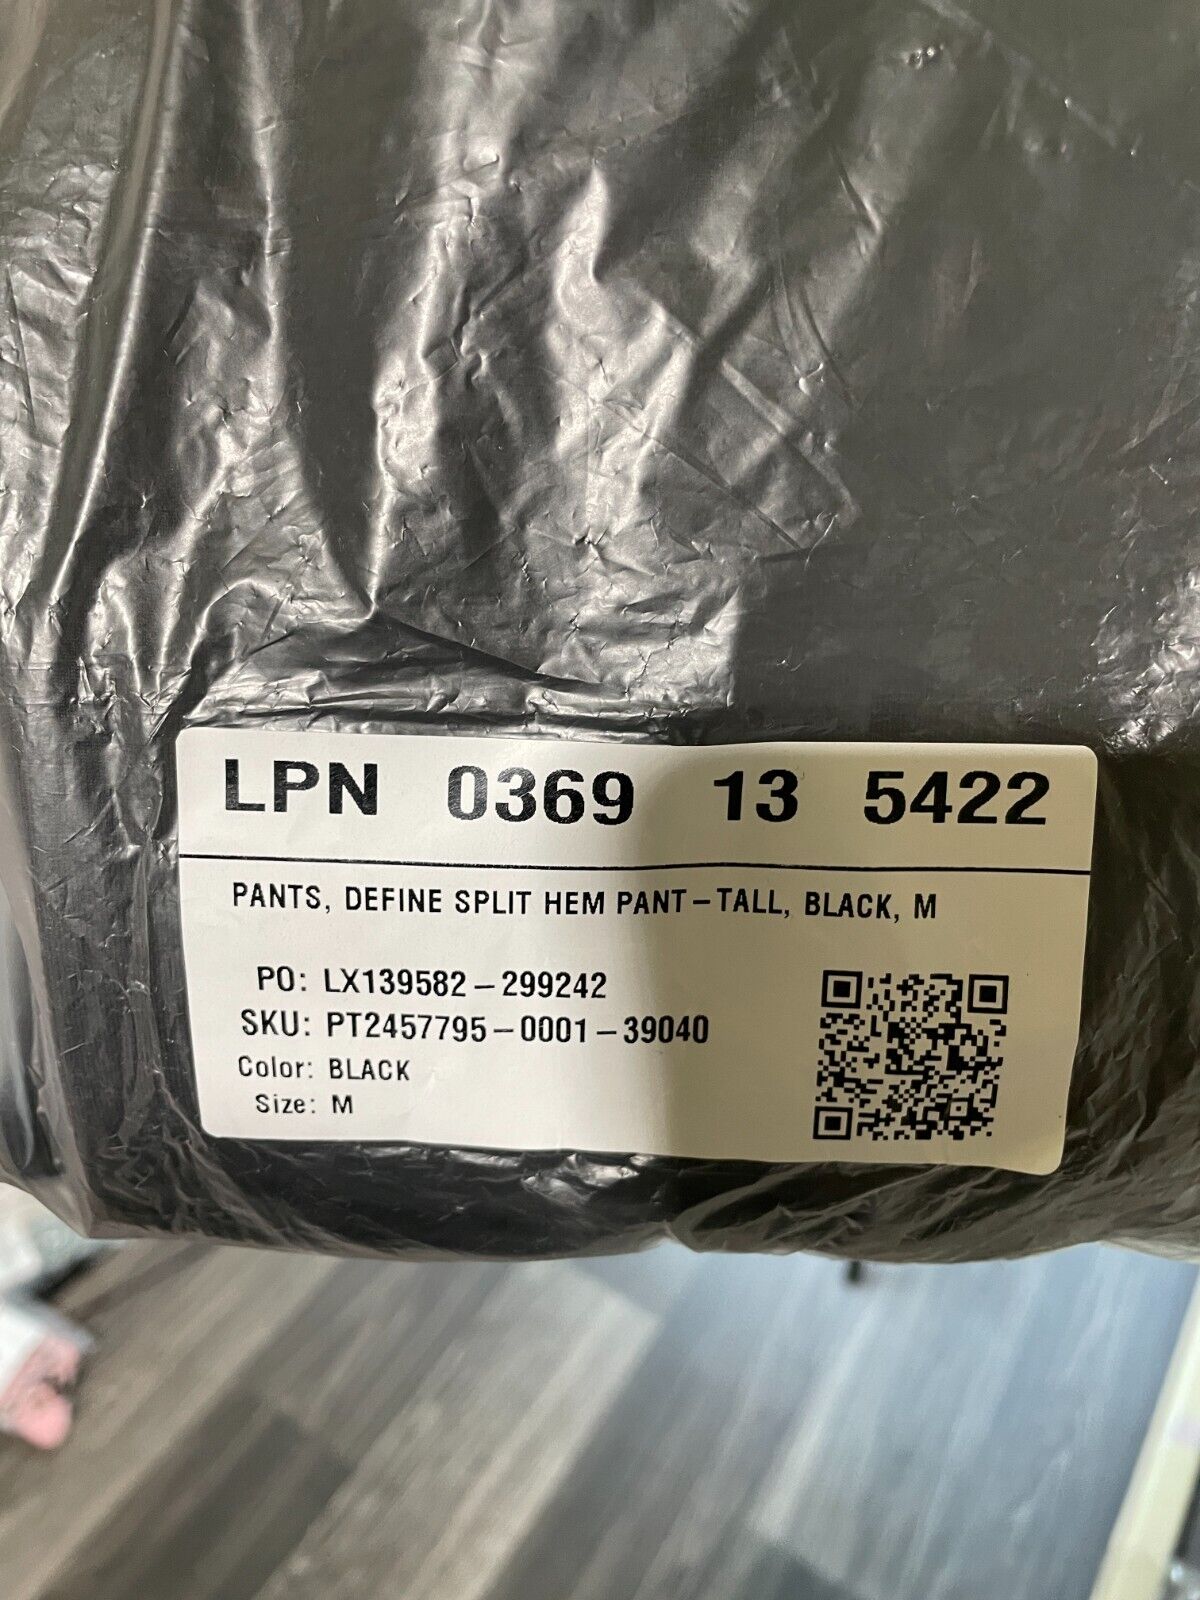 LPN 0369 13 5422
PANTS, DEFINE SPLIT HEM PANT-TALL, BLACK, M
PO: LX139582-299242
SKU: PT2457795-0001-39040
Color: BLACK
Size: M